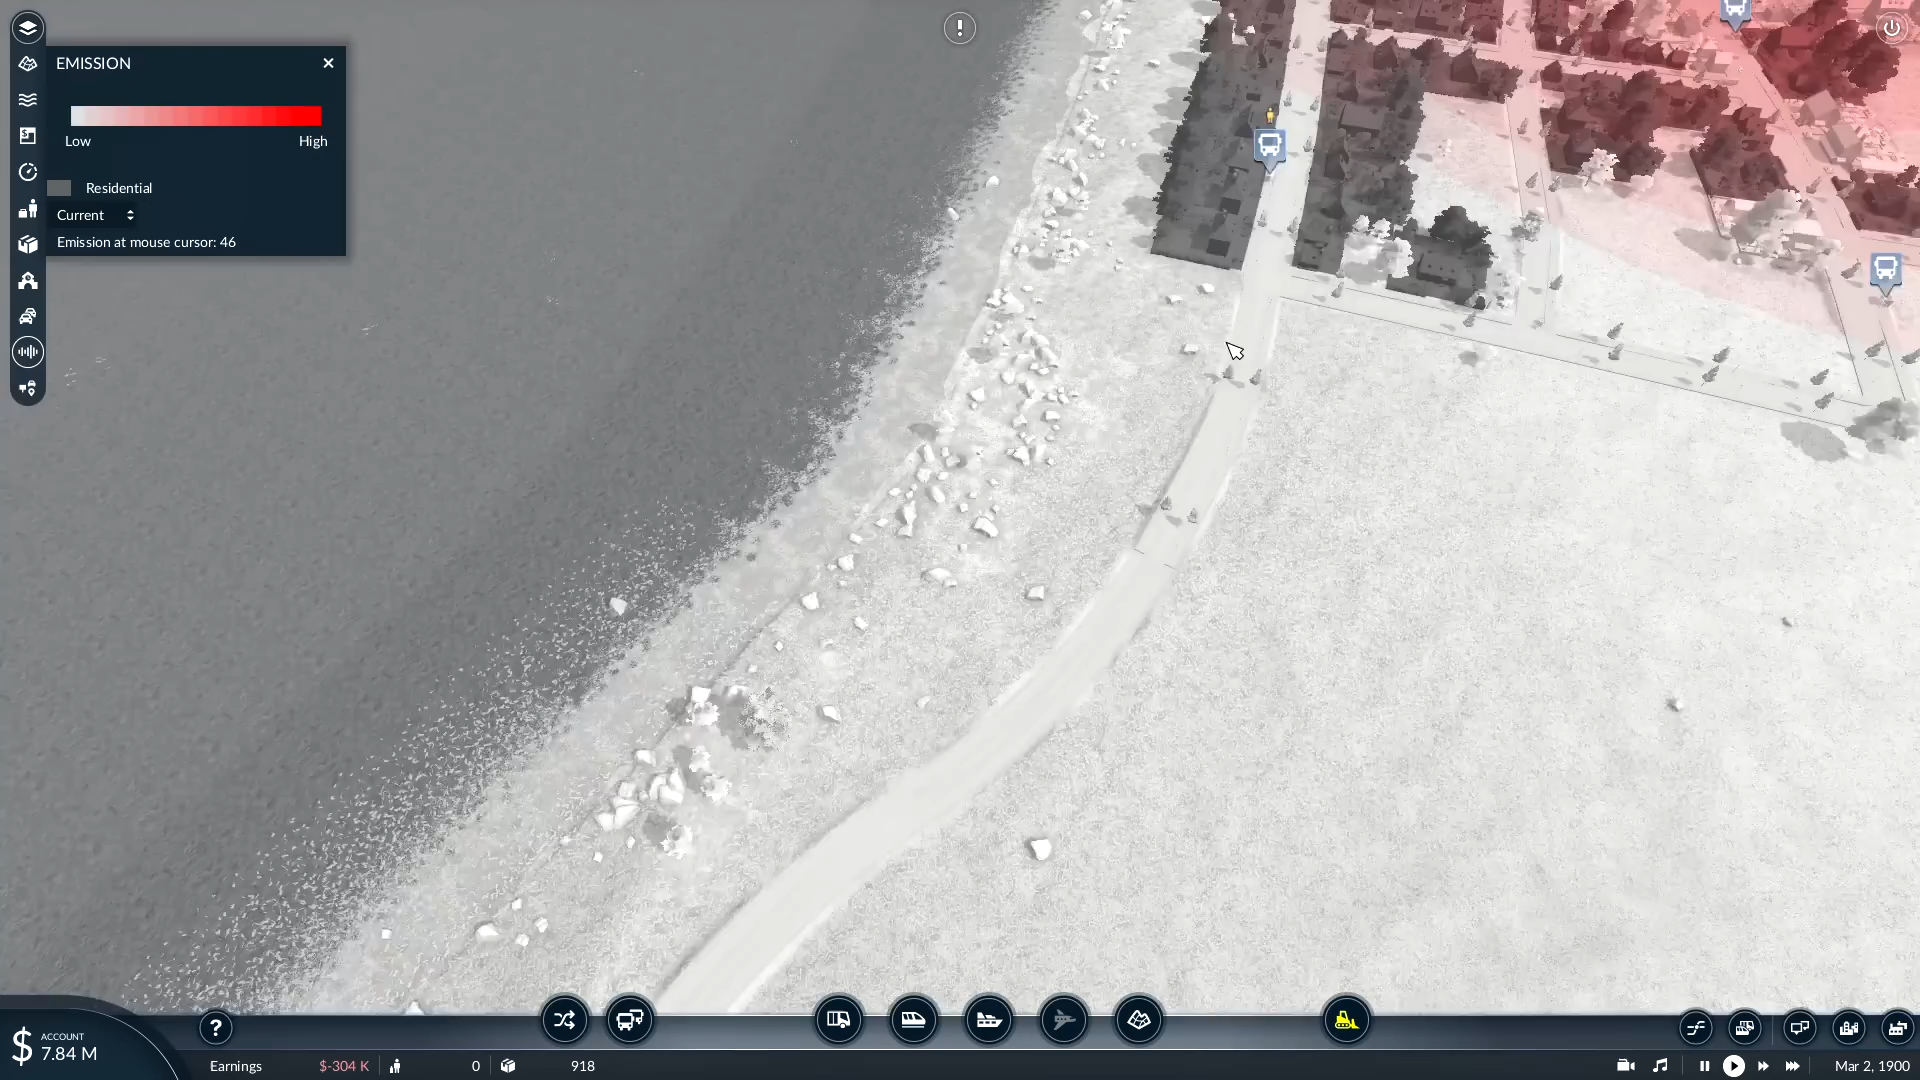 EMISSION
Low High
Residential
Current
Emission at mouse cursor: 46
!
?
$ ACCOUNT
7.84 M
Earnings $-304 K 0 918 Mar 2, 1900